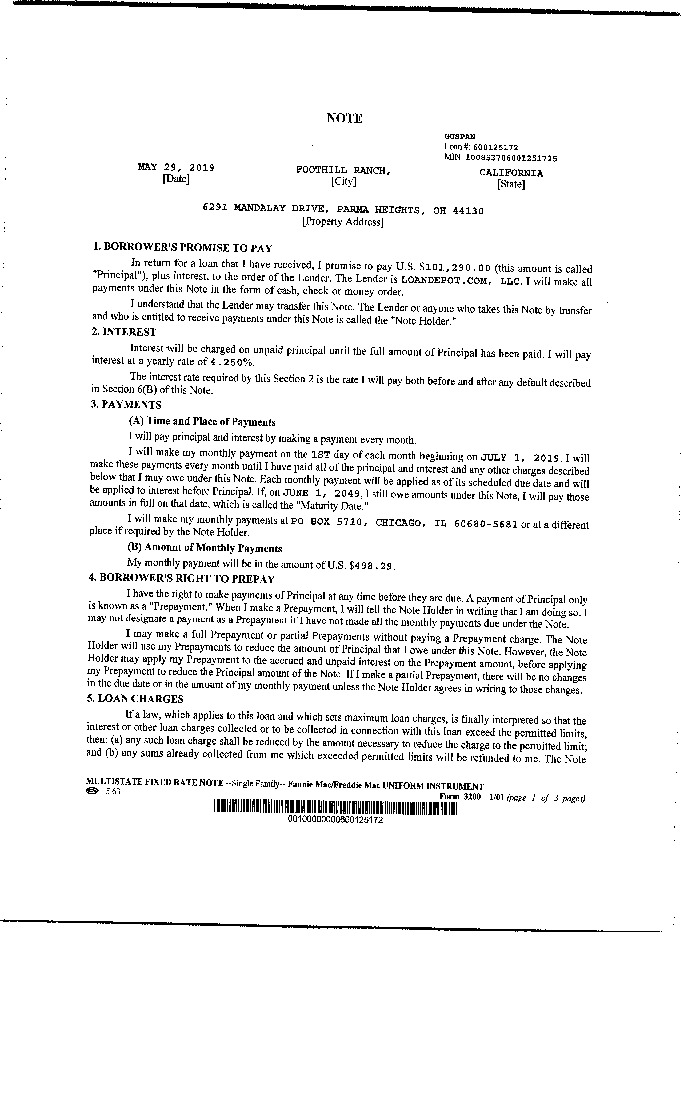 NOTE
GUSPAN
Loan #: 600125172
MIN: 100853706001251725
MAY 29, 2019 FOOTHILL RANCH, CALIFORNIA
[Date] [City] [State]
6291 MANDALAY DRIVE, PARMA HEIGHTS, OH 44130
[Property Address]
1. BORROWER'S PROMISE TO PAY
In return for a loan that I have received, I promise to pay U.S. $101,290.00 (this amount is called
"Principal"), plus interest, to the order of the Lender. The Lender is LOANDEPOT.COM, LLC. I will make all
payments under this Note in the form of cash, check or money order.
I understand that the Lender may transfer this Note. The Lender or anyone who takes this Note by transfer
and who is entitled to receive payments under this Note is called the "Note Holder."
2. INTEREST
Interest will be charged on unpaid principal until the full amount of Principal has been paid. I will pay
interest at a yearly rate of 4.250%.
The interest rate required by this Section 2 is the rate I will pay both before and after any default described
in Section 6(B) of this Note.
3. PAYMENTS
(A) Time and Place of Payments
I will pay principal and interest by making a payment every month.
I will make my monthly payment on the 1ST day of each month beginning on JULY 1, 2019. I will
make these payments every month until I have paid all of the principal and interest and any other charges described
below that I may owe under this Note. Each monthly payment will be applied as of its scheduled due date and will
be applied to interest before Principal. If, on JUNE 1, 2049, I still owe amounts under this Note, I will pay those
amounts in full on that date, which is called the "Maturity Date."
I will make my monthly payments at PO BOX 5710, CHICAGO, IL 60680-5681 or at a different
place if required by the Note Holder.
(B) Amount of Monthly Payments
My monthly payment will be in the amount of U.S. $498.29.
4. BORROWER'S RIGHT TO PREPAY
I have the right to make payments of Principal at any time before they are due. A payment of Principal only
is known as a "Prepayment." When I make a Prepayment, I will tell the Note Holder in writing that I am doing so. I
may not designate a payment as a Prepayment if I have not made all the monthly payments due under the Note.
I may make a full Prepayment or partial Prepayments without paying a Prepayment charge. The Note
Holder will use my Prepayments to reduce the amount of Principal that I owe under this Note. However, the Note
Holder may apply my Prepayment to the accrued and unpaid interest on the Prepayment amount, before applying
my Prepayment to reduce the Principal amount of the Note. If I make a partial Prepayment, there will be no changes
in the due date or in the amount of my monthly payment unless the Note Holder agrees in writing to those changes.
5. LOAN CHARGES
If a law, which applies to this loan and which sets maximum loan charges, is finally interpreted so that the
interest or other loan charges collected or to be collected in connection with this loan exceed the permitted limits,
then: (a) any such loan charge shall be reduced by the amount necessary to reduce the charge to the permitted limit;
and (b) any sums already collected from me which exceeded permitted limits will be refunded to me. The Note
MULTISTATE FIXED RATE NOTE --Single Family-- Fannie Mae/Freddie Mac UNIFORM INSTRUMENT
Form 3200 1/01 (page 1 of 3 pages)